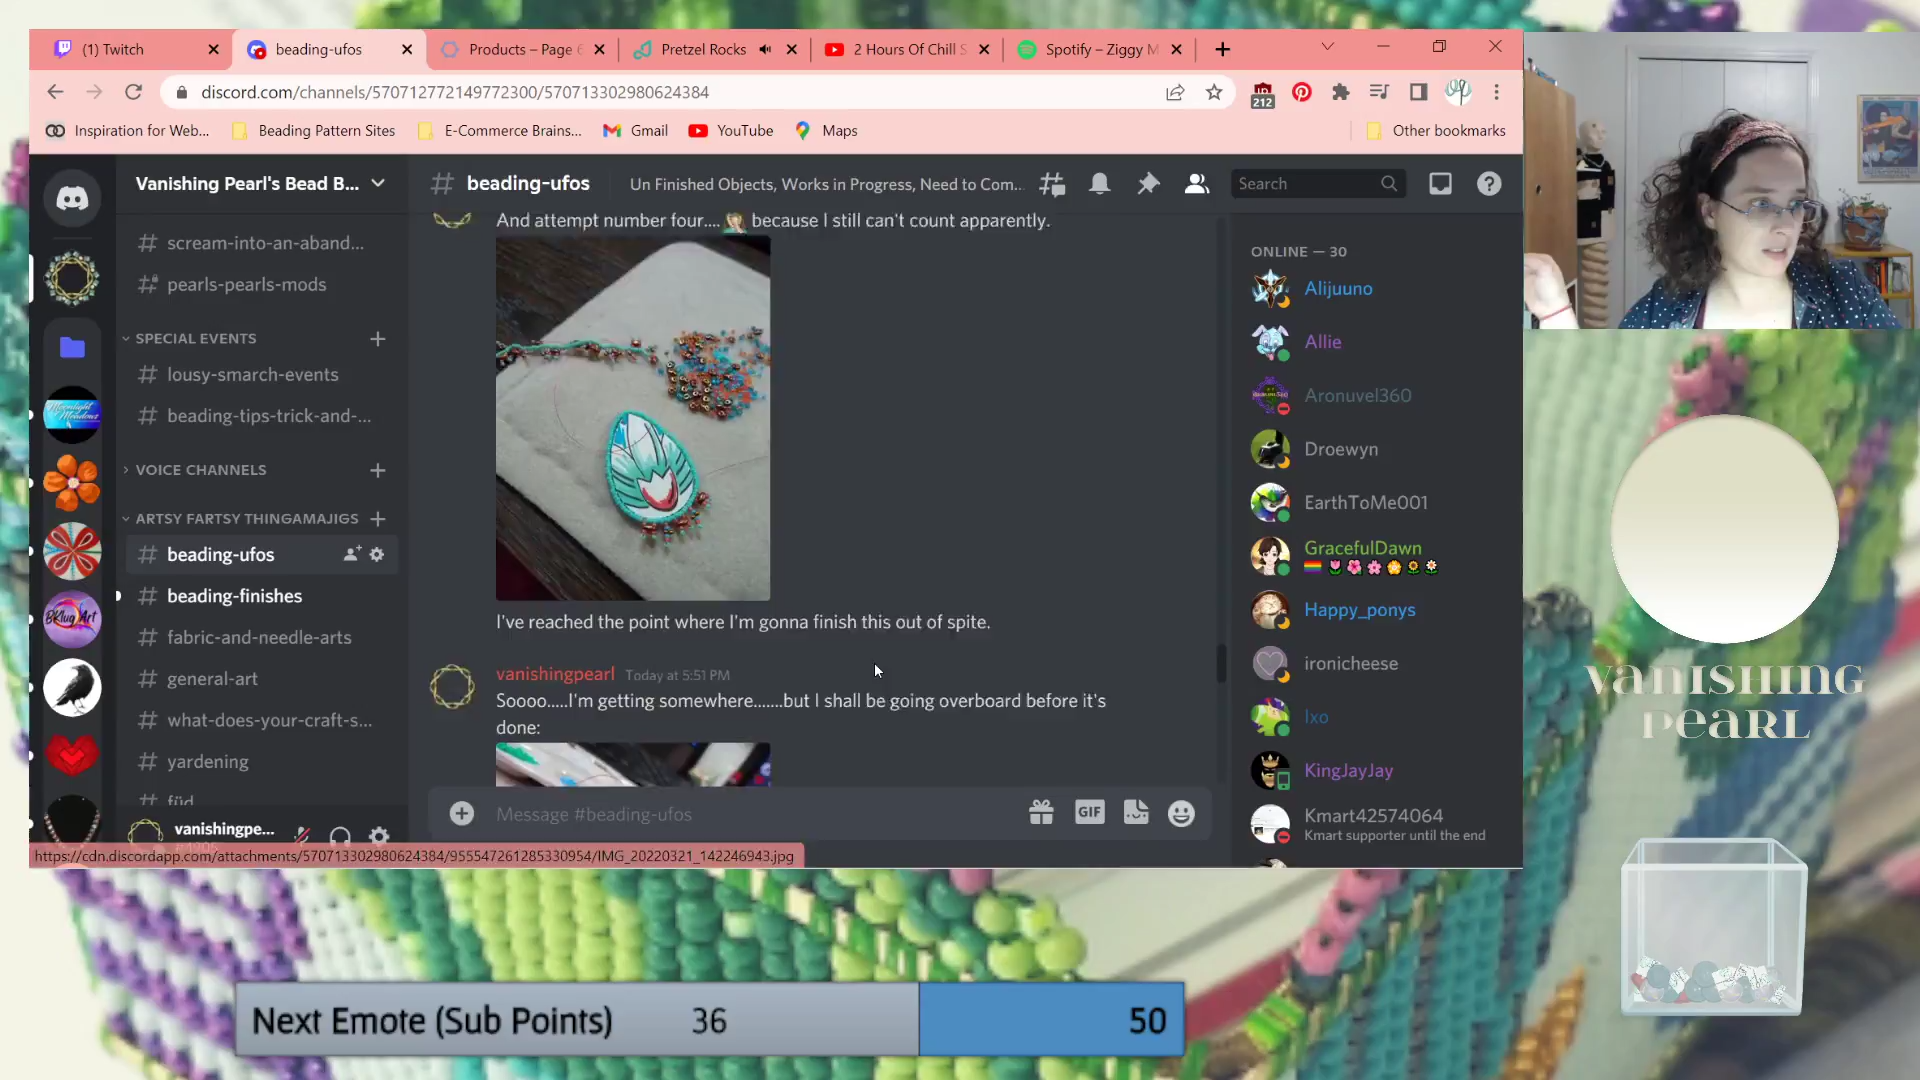 (1) Twitch
beading-ufos
Products – Page 6
Pretzel Rocks
2 Hours Of Chill S
Spotify – Ziggy M
discord.com/channels/570712772149772300/570713302980624384
212
Inspiration for Web...
Beading Pattern Sites
E-Commerce Brains...
Gmail
YouTube
Maps
Other bookmarks
Vanishing Pearl's Bead B...
beading-ufos
Un Finished Objects, Works in Progress, Need to Com...
Search
scream-into-an-aband...
pearls-pearls-mods
SPECIAL EVENTS
lousy-smarch-events
beading-tips-trick-and-...
VOICE CHANNELS
ARTSY FARTSY THINGAMAJIGS
beading-ufos
beading-finishes
fabric-and-needle-arts
general-art
what-does-your-craft-s...
yardening
füd
vanishingpe...
And attempt number four.... because I still can't count apparently.
I've reached the point where I'm gonna finish this out of spite.
vanishingpearl Today at 5:51 PM
Soooo.....I'm getting somewhere.......but I shall be going overboard before it's
done:
Message #beading-ufos
GIF
ONLINE — 30
Alijuuno
Allie
Aronuvel360
Droewyn
EarthToMe001
GracefulDawn
Happy_ponys
ironicheese
Ixo
KingJayJay
Kmart42574064
Kmart supporter until the end
https://cdn.discordapp.com/attachments/570713302980624384/955547261285330954/IMG_20220321_142246943.jpg
VANISHING
PEARL
Next Emote (Sub Points) 36 50